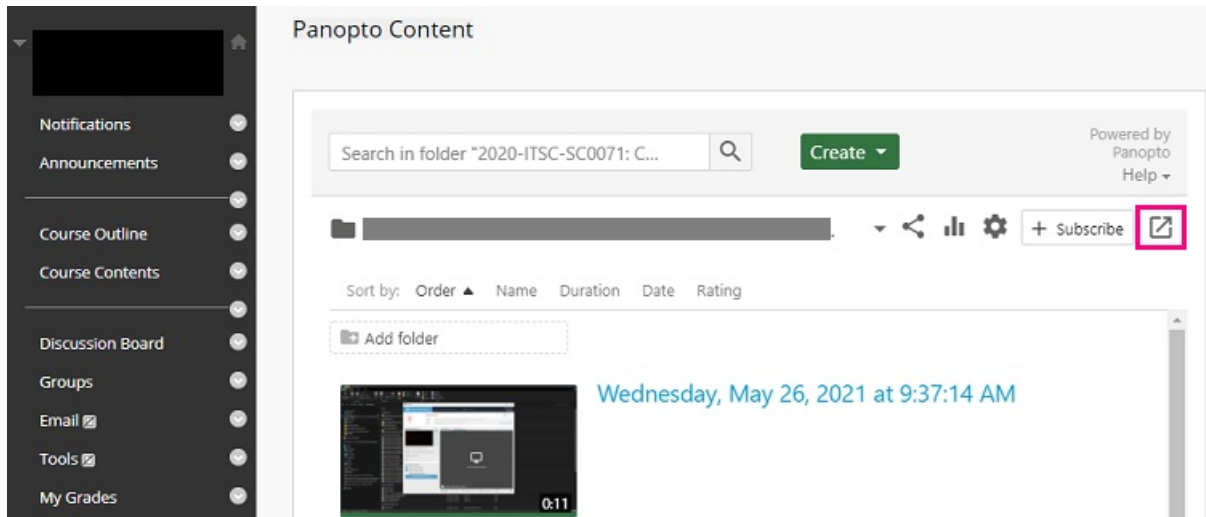 Panopto Content
Notifications
Announcements
Course Outline
Course Contents
Discussion Board
Groups
Email
Tools
My Grades
Search in folder "2020-ITSC-SC0071: C...
Create
Powered by
Panopto
Help
+ Subscribe
Sort by: Order Name Duration Date Rating
Add folder
Wednesday, May 26, 2021 at 9:37:14 AM
0:11